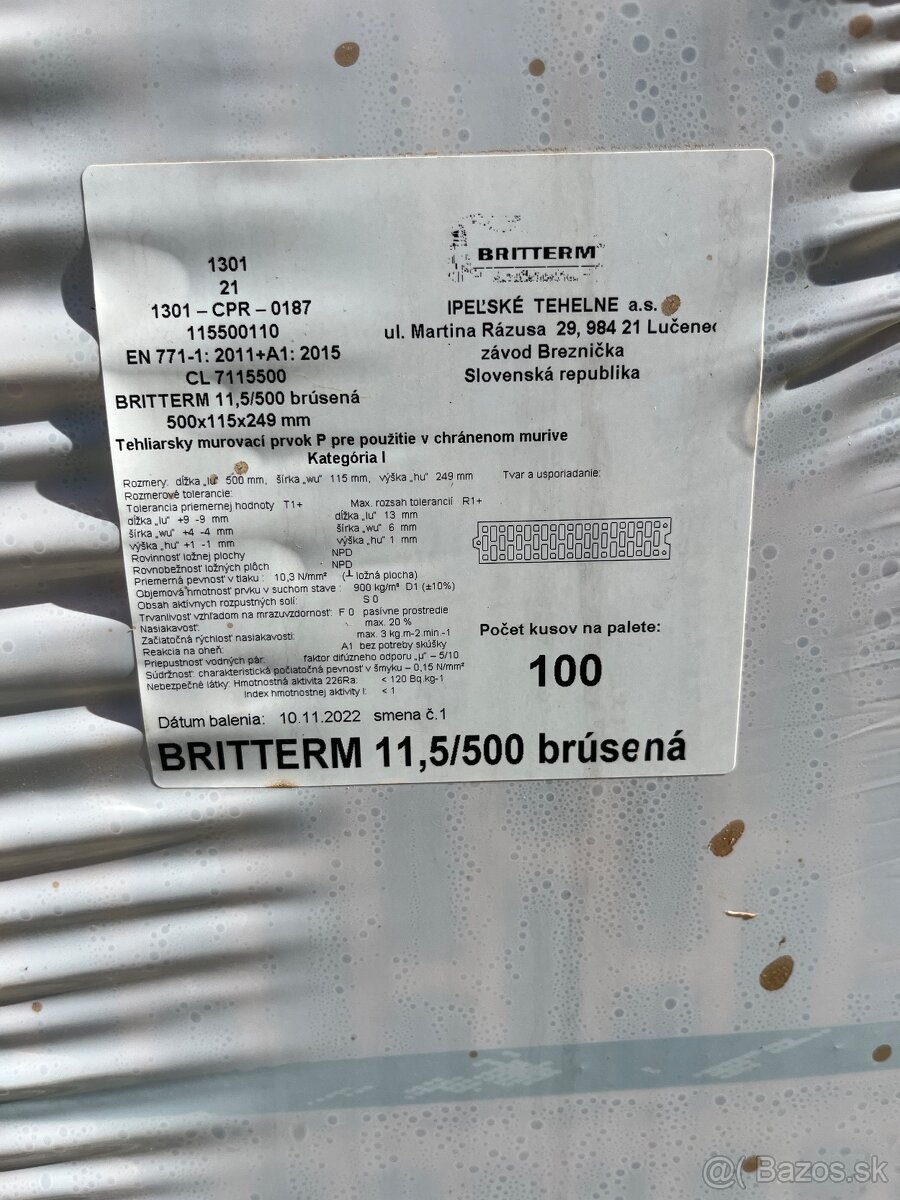 1301
21
1301 – CPR – 0187
115500110
EN 771-1: 2011+A1: 2015
CL 7115500
BRITTERM 11,5/500 brúsená
500x115x249 mm
BRITTERM
IPEĽSKÉ TEHELNE a.s.
ul. Martina Rázusa 29, 984 21 Lučenec
závod Breznička
Slovenská republika
Tehliarsky murovací prvok P pre použitie v chránenom murive
Kategória I
Rozmery: dĺžka „lu“ 500 mm, šírka „wu“ 115 mm, výška „hu“ 249 mm
Tvar a usporiadanie:
Rozmerové tolerancie:
Tolerancia priemernej hodnoty T1+ Max. rozsah tolerancií R1+
dĺžka „lu“ +9 -9 mm dĺžka „lu“ 13 mm
šírka „wu“ +4 -4 mm šírka „wu“ 6 mm
výška „hu“ +1 -1 mm výška „hu“ 1 mm
Rovinnosť ložnej plochy NPD
Rovnobežnosť ložných plôch NPD
Priemerná pevnosť v tlaku : 10,3 N/mm² (⊥ ložná plocha)
Objemová hmotnosť prvku v suchom stave : 900 kg/m³ D1 (±10%)
Obsah aktívnych rozpustných solí: S 0
Trvanlivosť vzhľadom na mrazuvzdornosť: F 0 pasívne prostredie
Nasiakavosť: max. 20 %
Začiatočná rýchlosť nasiakavosti: max. 3 kg.m-2.min.-1
Reakcia na oheň: A1 bez potreby skúšky
Priepustnosť vodných pár: faktor difúzneho odporu „μ“ – 5/10
Súdržnosť: charakteristická počiatočná pevnosť v šmyku – 0,15 N/mm²
Nebezpečné látky: Hmotnostná aktivita 226Ra: < 120 Bq.kg-1
Index hmotnostnej aktivity I: < 1
Počet kusov na palete:
100
Dátum balenia: 10.11.2022 smena č.1
BRITTERM 11,5/500 brúsená
@( Bazos.sk